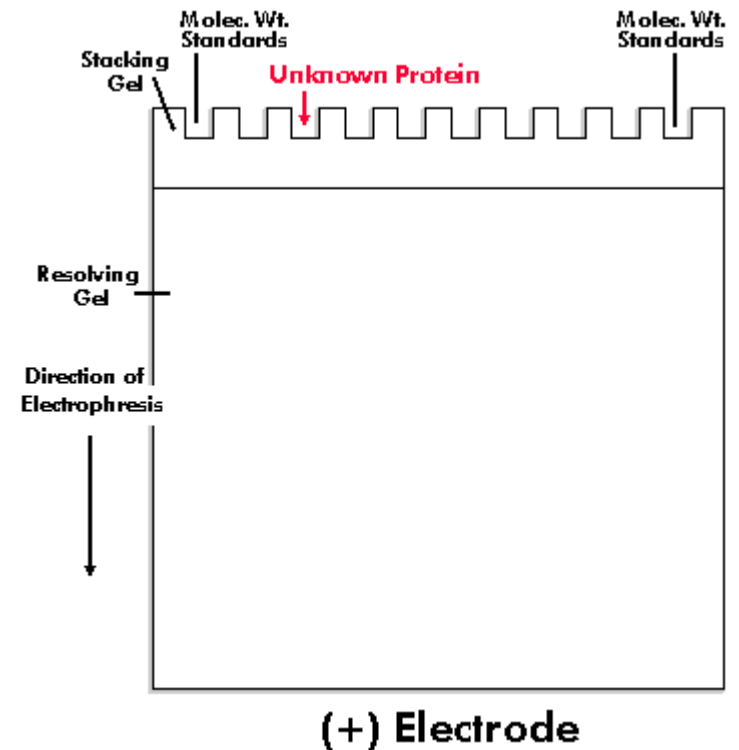 Molec. Wt.
Standards
Molec. Wt.
Standards
Stacking
Gel
Unknown Protein
Resolving
Gel
Direction of
Electrophresis
(+) Electrode